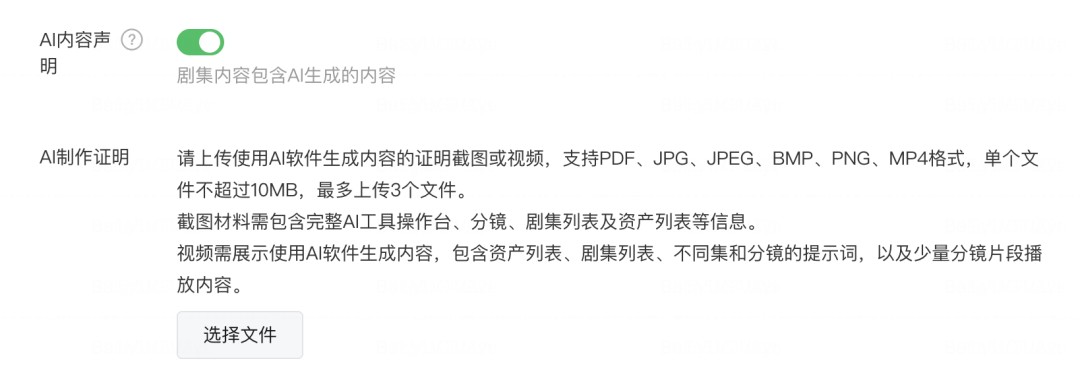 AI内容声
明
剧集内容包含AI生成的内容
AI制作证明
请上传使用AI软件生成内容的证明截图或视频，支持PDF、JPG、JPEG、BMP、PNG、MP4格式，单个文
件不超过10MB，最多上传3个文件。
截图材料需包含完整AI工具操作台、分镜、剧集列表及资产列表等信息。
视频需展示使用AI软件生成内容，包含资产列表、剧集列表、不同集和分镜的提示词，以及少量分镜片段播
放内容。
选择文件